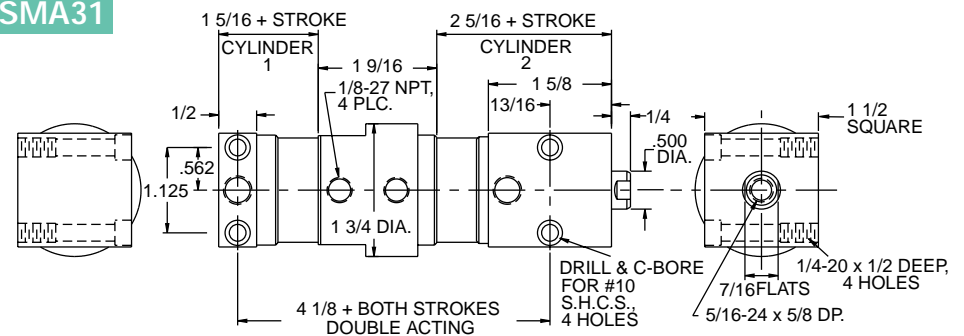 SMA31
1 5/16 + STROKE
CYLINDER
1
2 5/16 + STROKE
CYLINDER
2
1 9/16
1 5/8
1/8-27 NPT,
4 PLC.
13/16
1/2
1/4
1 1/2
SQUARE
.500
DIA.
.562
1.125
1 3/4 DIA.
DRILL & C-BORE
FOR #10
S.H.C.S.,
4 HOLES
1/4-20 x 1/2 DEEP,
4 HOLES
7/16FLATS
5/16-24 x 5/8 DP.
4 1/8 + BOTH STROKES
DOUBLE ACTING